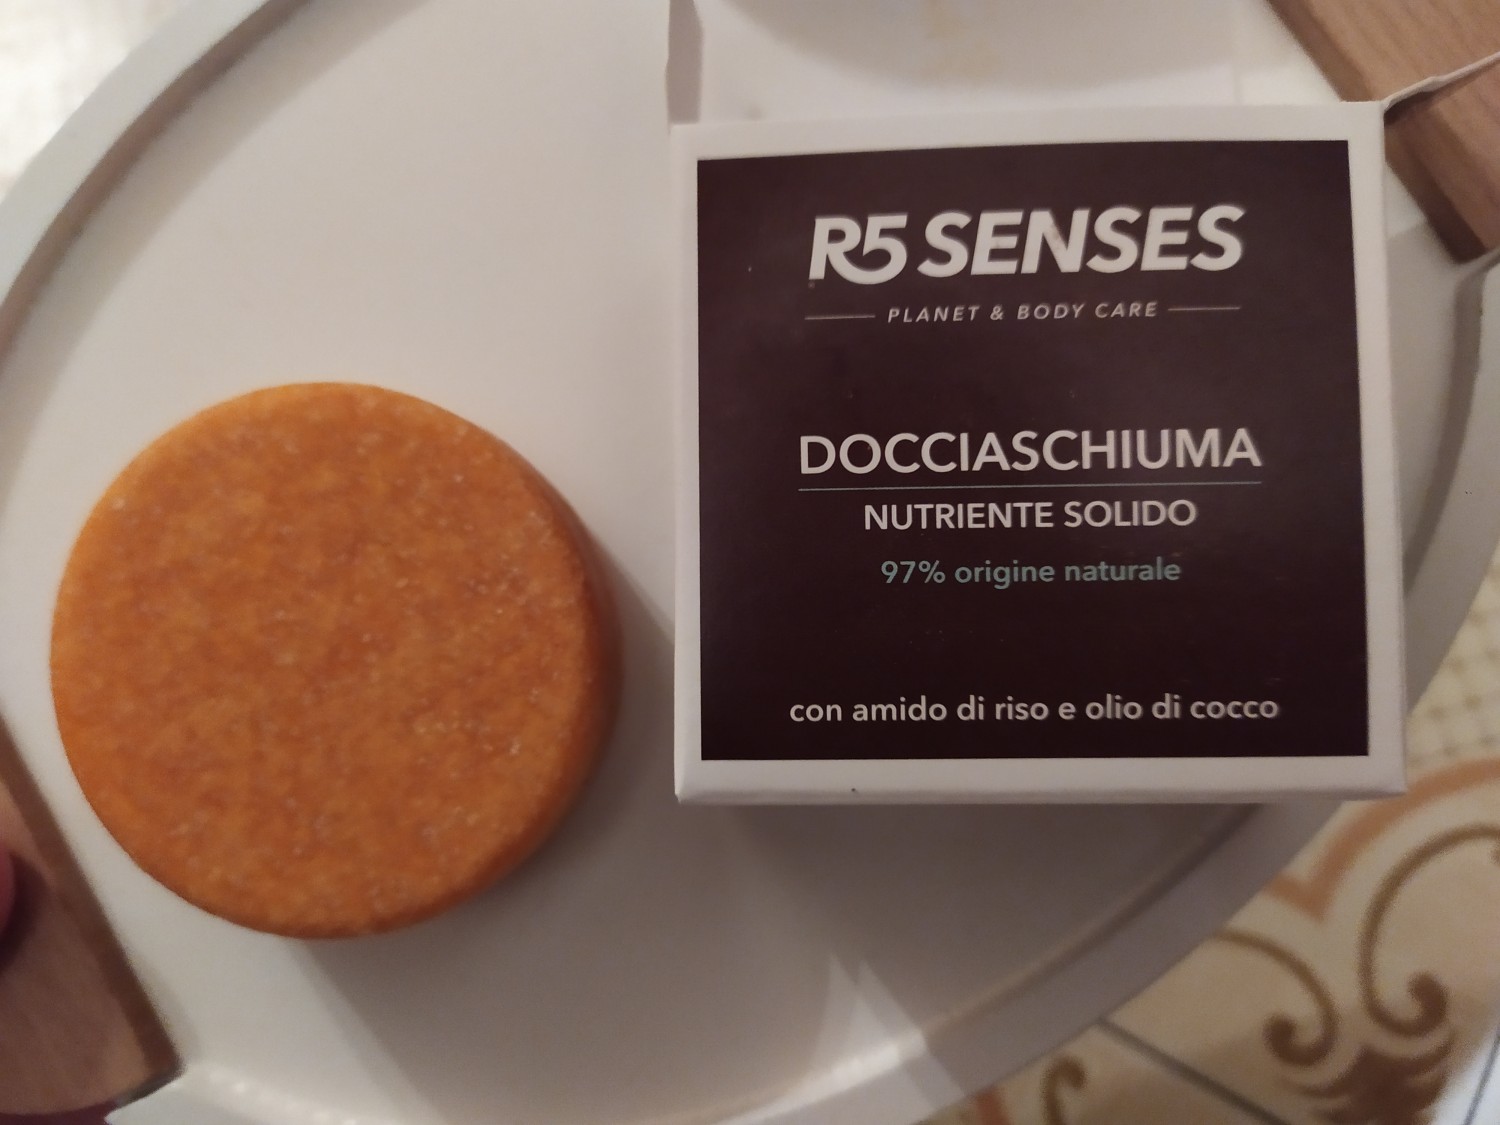 R5 SENSES
PLANET & BODY CARE
DOCCIASCHIUMA
NUTRIENTE SOLIDO
97% origine naturale
con amido di riso e olio di cocco